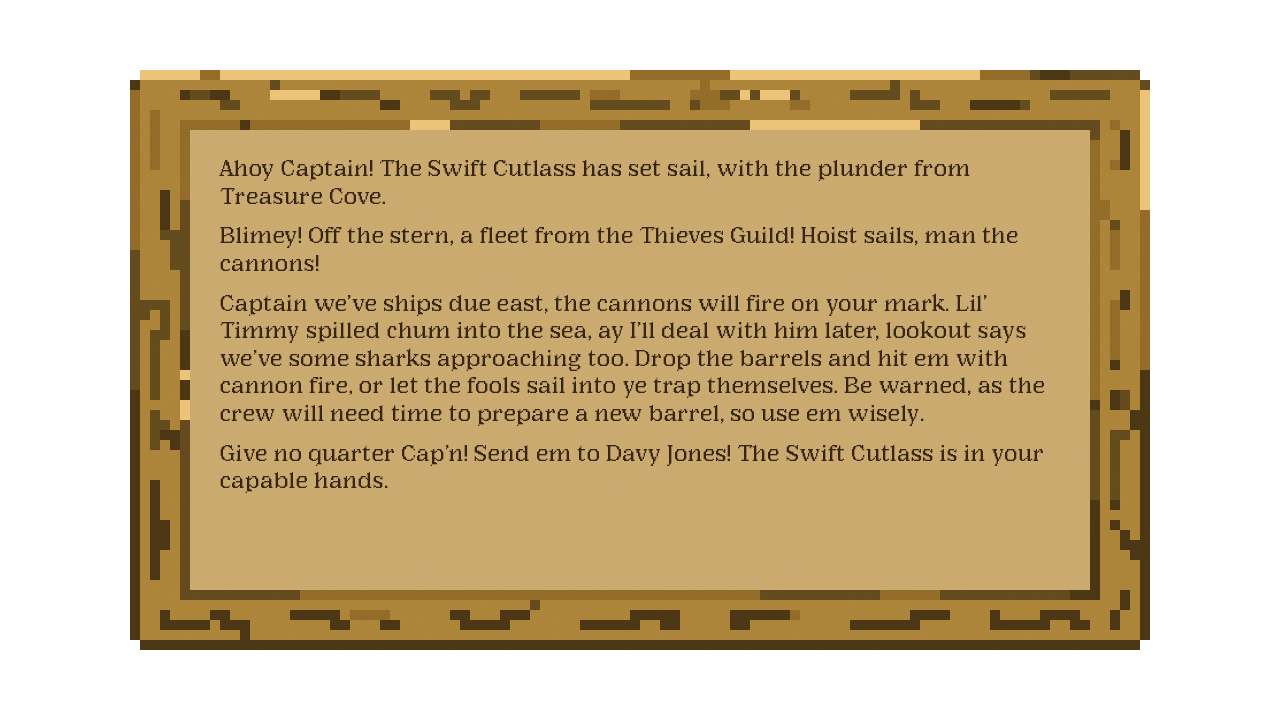 Ahoy Captain! The Swift Cutlass has set sail, with the plunder from
Treasure Cove.
Blimey! Off the stern, a fleet from the Thieves Guild! Hoist sails, man the
cannons!
Captain we’ve ships due east, the cannons will fire on your mark. Lil’
Timmy spilled chum into the sea, ay I’ll deal with him later, lookout says
we’ve some sharks approaching too. Drop the barrels and hit em with
cannon fire, or let the fools sail into ye trap themselves. Be warned, as the
crew will need time to prepare a new barrel, so use em wisely.
Give no quarter Cap’n! Send em to Davy Jones! The Swift Cutlass is in your
capable hands.